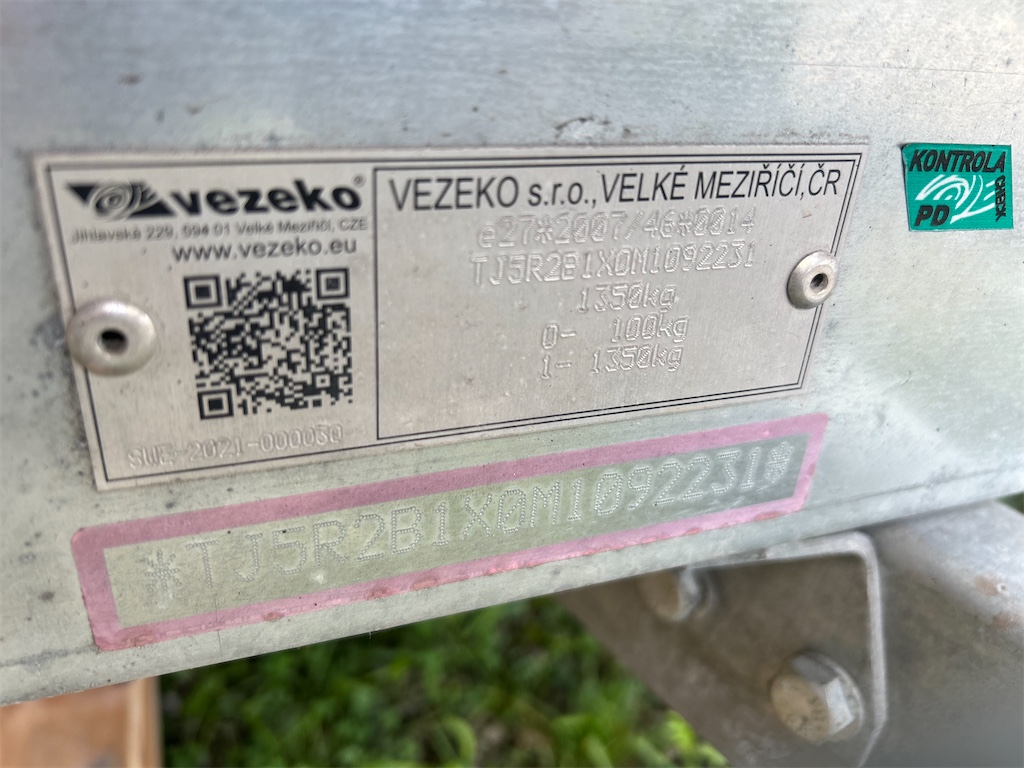 vezeko®
Jihlavská 229, 594 01 Velké Meziříčí, CZE
www.vezeko.eu
SWE-2021-000030
VEZEKO s.r.o.,VELKÉ MEZIŘÍČÍ,ČR
e27*2007/46*0014
TJ5R2B1X0M1092231
1350kg
0- 100kg
1- 1350kg
*TJ5R2B1X0M1092231*
KONTROLA
PD